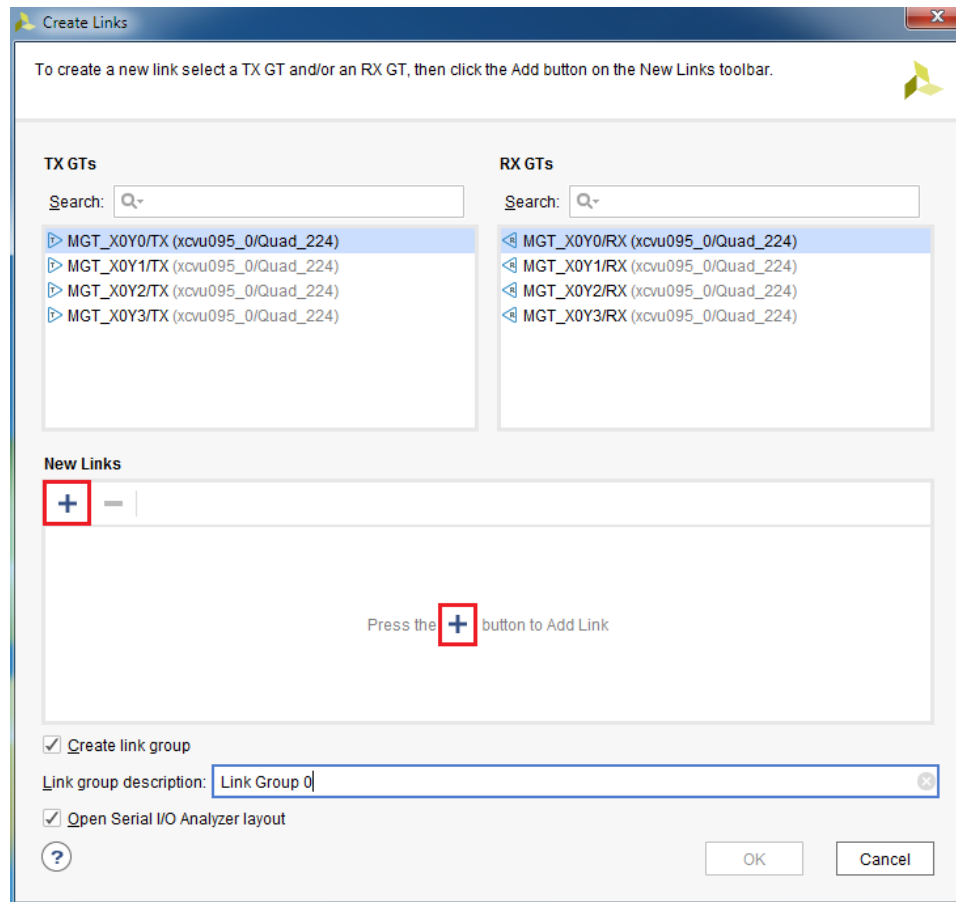 Create Links
To create a new link select a TX GT and/or an RX GT, then click the Add button on the New Links toolbar.
TX GTs
Search:
MGT_X0Y0/TX (xcvu095_0/Quad_224)
MGT_X0Y1/TX (xcvu095_0/Quad_224)
MGT_X0Y2/TX (xcvu095_0/Quad_224)
MGT_X0Y3/TX (xcvu095_0/Quad_224)
RX GTs
Search:
MGT_X0Y0/RX (xcvu095_0/Quad_224)
MGT_X0Y1/RX (xcvu095_0/Quad_224)
MGT_X0Y2/RX (xcvu095_0/Quad_224)
MGT_X0Y3/RX (xcvu095_0/Quad_224)
New Links
Press the + button to Add Link
Create link group
Link group description: Link Group 0
Open Serial I/O Analyzer layout
? OK Cancel